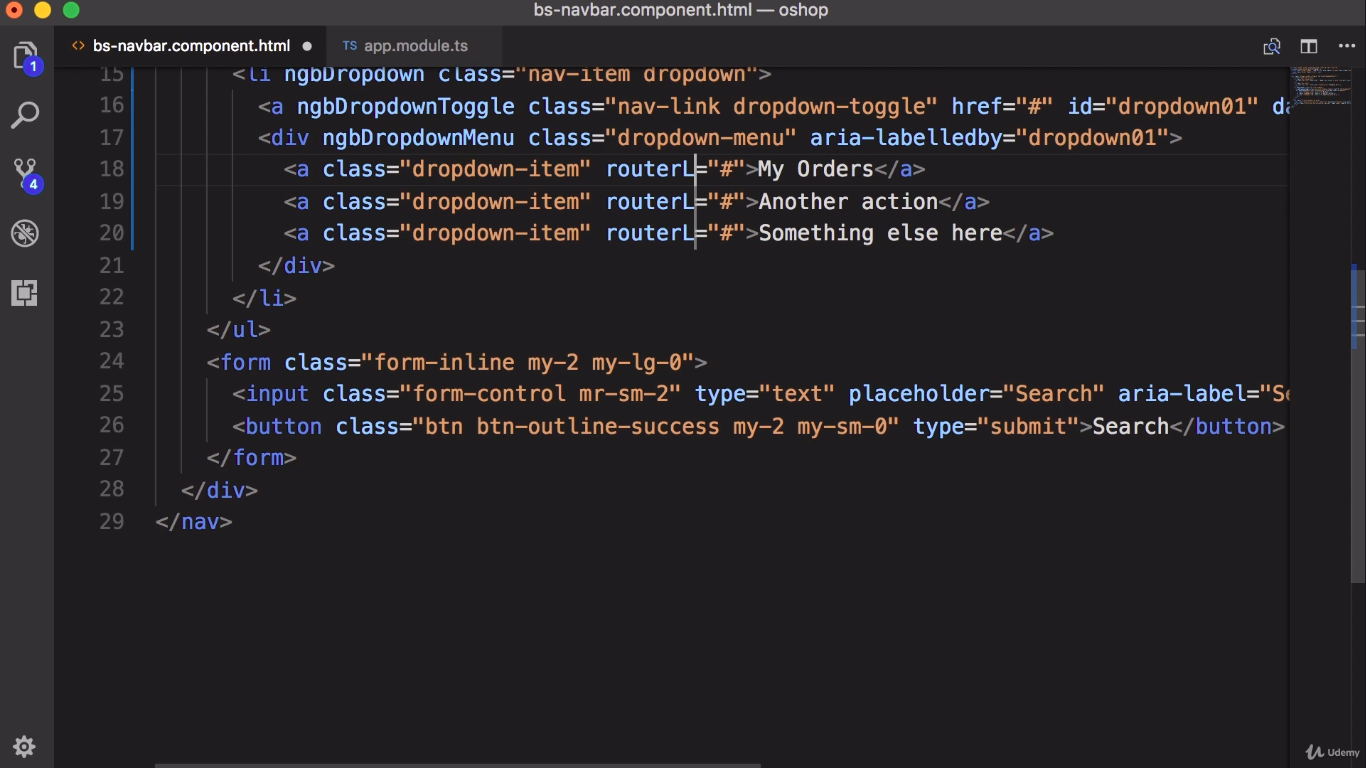 bs-navbar.component.html — oshop
<> bs-navbar.component.html ● TS app.module.ts
1
4
15 <li ngbDropdown class="nav-item dropdown">
16 <a ngbDropdownToggle class="nav-link dropdown-toggle" href="#" id="dropdown01" da
17 <div ngbDropdownMenu class="dropdown-menu" aria-labelledby="dropdown01">
18 <a class="dropdown-item" routerL="#">My Orders</a>
19 <a class="dropdown-item" routerL="#">Another action</a>
20 <a class="dropdown-item" routerL="#">Something else here</a>
21 </div>
22 </li>
23 </ul>
24 <form class="form-inline my-2 my-lg-0">
25 <input class="form-control mr-sm-2" type="text" placeholder="Search" aria-label="Se
26 <button class="btn btn-outline-success my-2 my-sm-0" type="submit">Search</button>
27 </form>
28 </div>
29 </nav>
Udemy